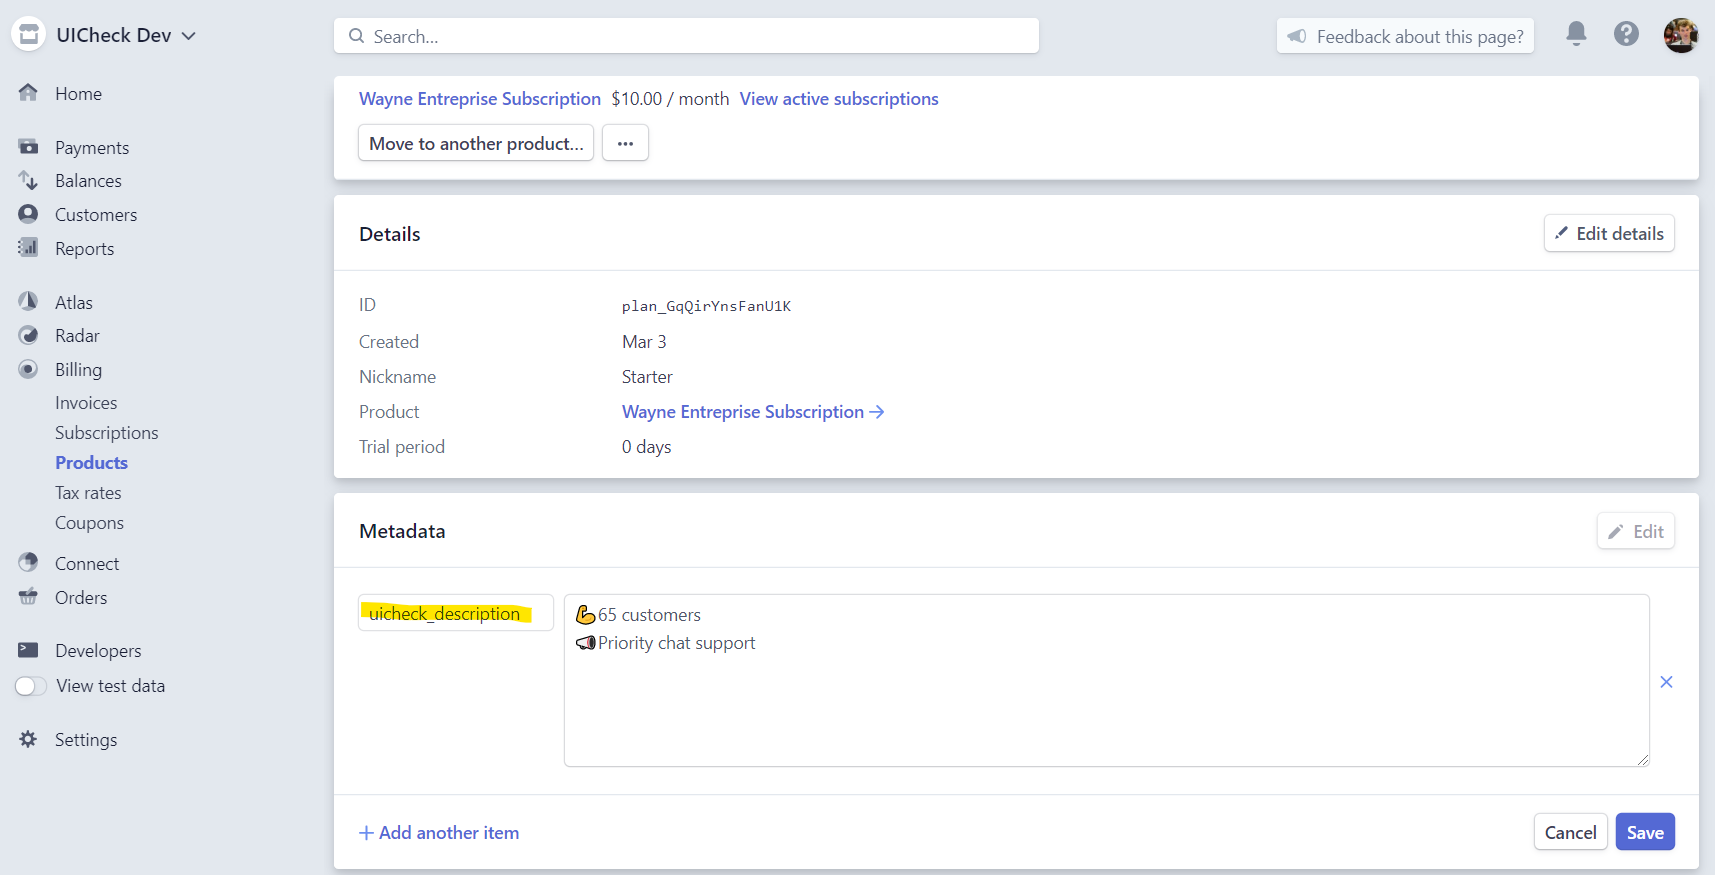 UICheck Dev
Search...
Feedback about this page?
Home
Payments
Balances
Customers
Reports
Atlas
Radar
Billing
Invoices
Subscriptions
Products
Tax rates
Coupons
Connect
Orders
Developers
View test data
Settings
Wayne Entreprise Subscription $10.00 / month View active subscriptions
Move to another product... ···
Details
Edit details
ID plan_GqQirYnsFanU1K
Created Mar 3
Nickname Starter
Product Wayne Entreprise Subscription →
Trial period 0 days
Metadata
Edit
uicheck_description
💪65 customers
📢Priority chat support
+ Add another item
Cancel Save